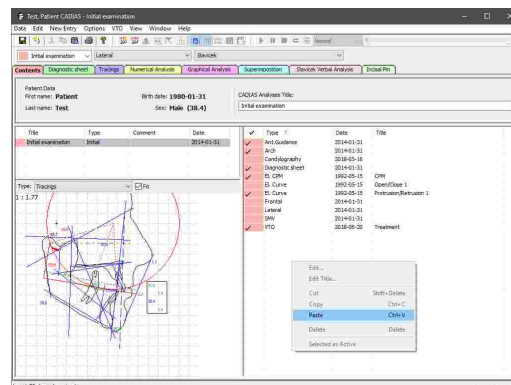 Test, Patient CADIAS - Initial examination
Data Edit New Entry Options VTO View Window Help
Normal
Initial examination Lateral Slavicek
Contents Diagnostic sheet Tracings Numerical Analysis Graphical Analysis Superimposition Slavicek Verbal Analysis Incisal Pin
Patient Data
First name: Patient Birth date: 1980-01-31
Last name: Test Sex: Male (38.4)
CADIAS Analyses Title:
Initial examination
Title Type Comment Date
Initial examination Initial 2014-01-31
Type: Tracings Fit
1 : 1.77
Type Date Title
Ant.Guidance 2014-01-31
Arch 2014-01-31
Candylography 2018-05-16
Diagnostic sheet 2014-01-31
El. CPM 1992-05-15 CPM
El. Curve 1992-05-15 Open/Close 1
El. Curve 1992-05-15 Protrusion/Retrusion 1
Frontal 2014-01-31
Lateral 2014-01-31
SMV 2014-01-31
VTO 2018-05-20 Treatment
Edit...
Edit Title...
Cut Shift+Delete
Copy Ctrl+C
Paste Ctrl+V
Delete Delete
Selected as Active